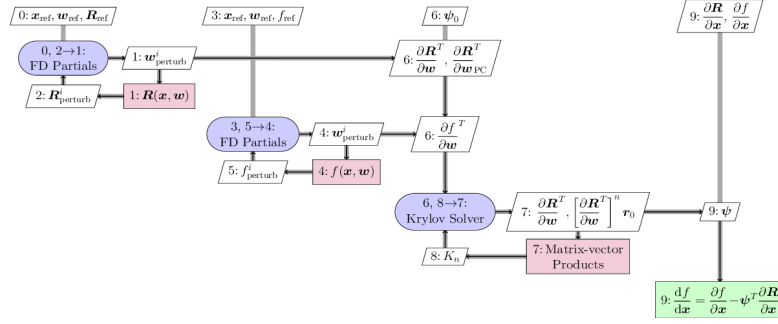 0: x_ref, w_ref, R_ref
3: x_ref, w_ref, f_ref
6: ψ_0
9: ∂R/∂x, ∂f/∂x
0, 2→1:
FD Partials
1: w^i_perturb
6: ∂R^T/∂w, ∂R^T/∂w_PC
2: R^i_perturb
1: R(x, w)
3, 5→4:
FD Partials
4: w^i_perturb
6: ∂f^T/∂w
5: f^i_perturb
4: f(x, w)
6, 8→7:
Krylov Solver
7: ∂R^T/∂w, [∂R^T/∂w]^n r_0
9: ψ
8: K_n
7: Matrix-vector
Products
9: df/dx = ∂f/∂x − ψ^T ∂R/∂x